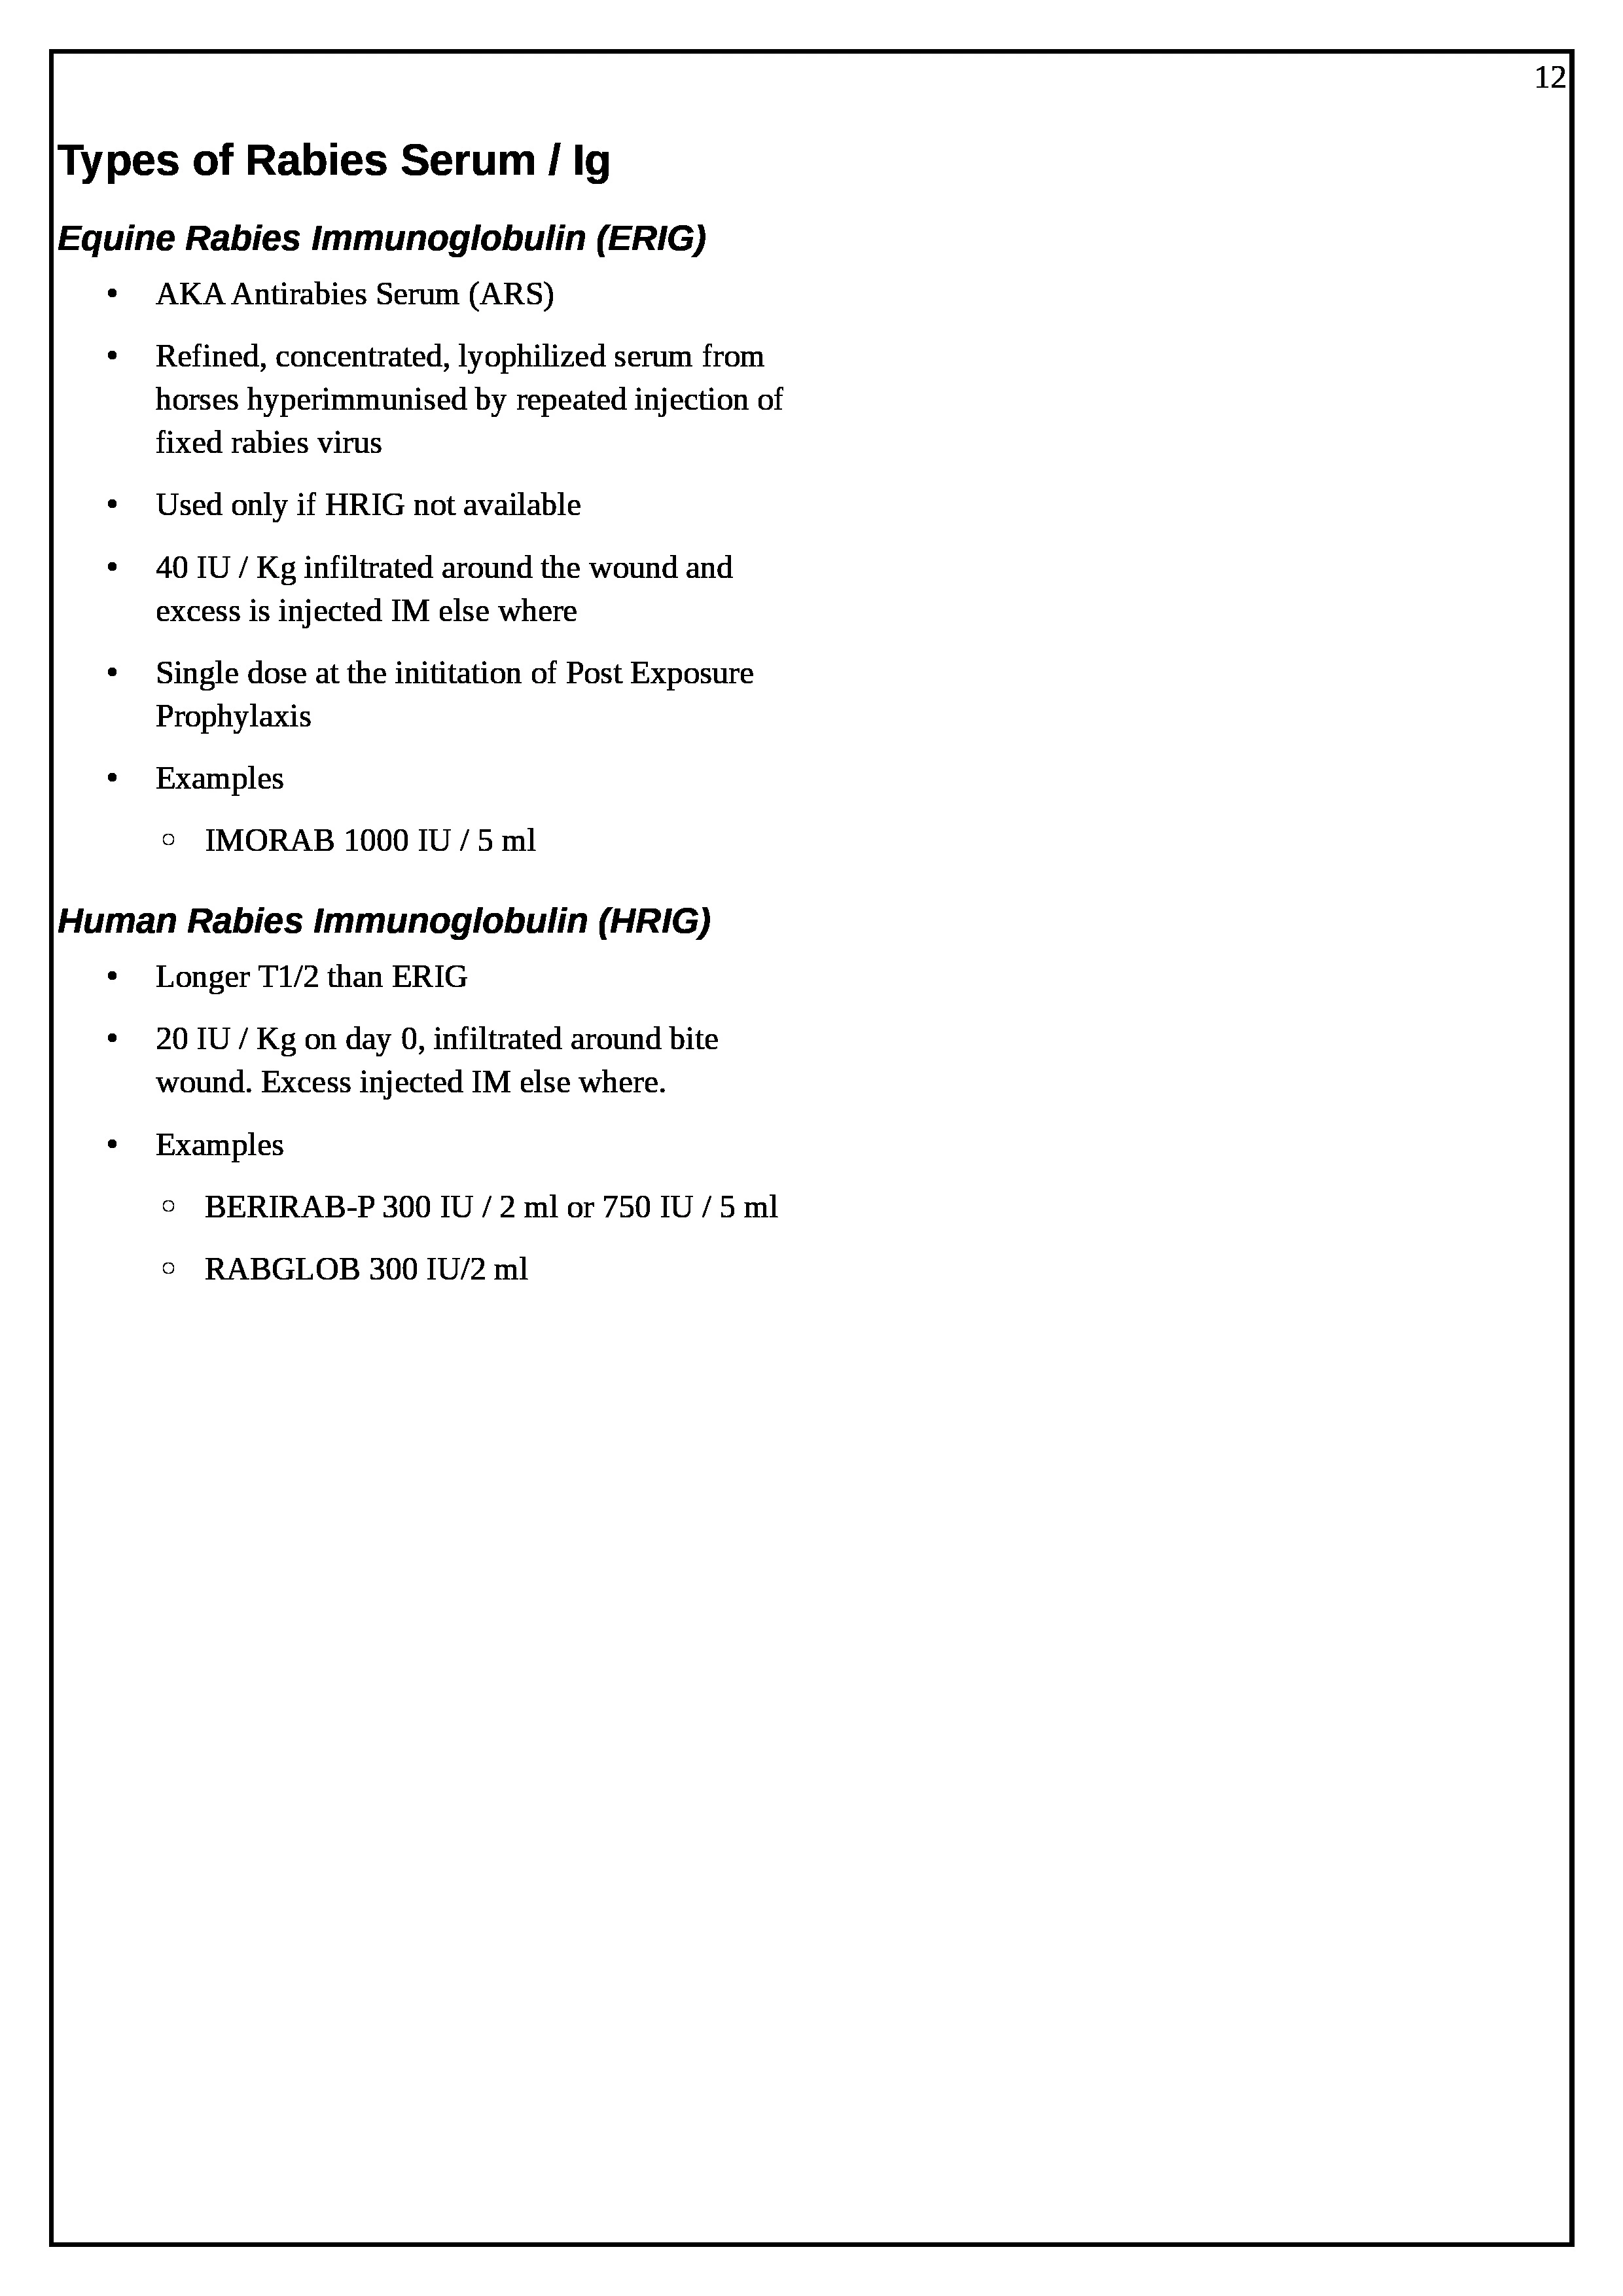 12
Types of Rabies Serum / Ig
Equine Rabies Immunoglobulin (ERIG)
• AKA Antirabies Serum (ARS)
• Refined, concentrated, lyophilized serum from
horses hyperimmunised by repeated injection of
fixed rabies virus
• Used only if HRIG not available
• 40 IU / Kg infiltrated around the wound and
excess is injected IM else where
• Single dose at the inititation of Post Exposure
Prophylaxis
• Examples
◦ IMORAB 1000 IU / 5 ml
Human Rabies Immunoglobulin (HRIG)
• Longer T1/2 than ERIG
• 20 IU / Kg on day 0, infiltrated around bite
wound. Excess injected IM else where.
• Examples
◦ BERIRAB-P 300 IU / 2 ml or 750 IU / 5 ml
◦ RABGLOB 300 IU/2 ml